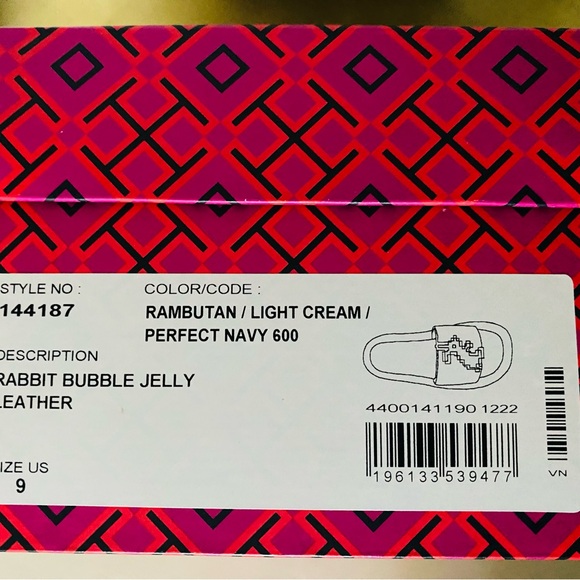 STYLE NO :
144187
COLOR/CODE :
RAMBUTAN / LIGHT CREAM /
PERFECT NAVY 600
DESCRIPTION
RABBIT BUBBLE JELLY
LEATHER
SIZE US
9
4400141190 1222
196133 539477
VN